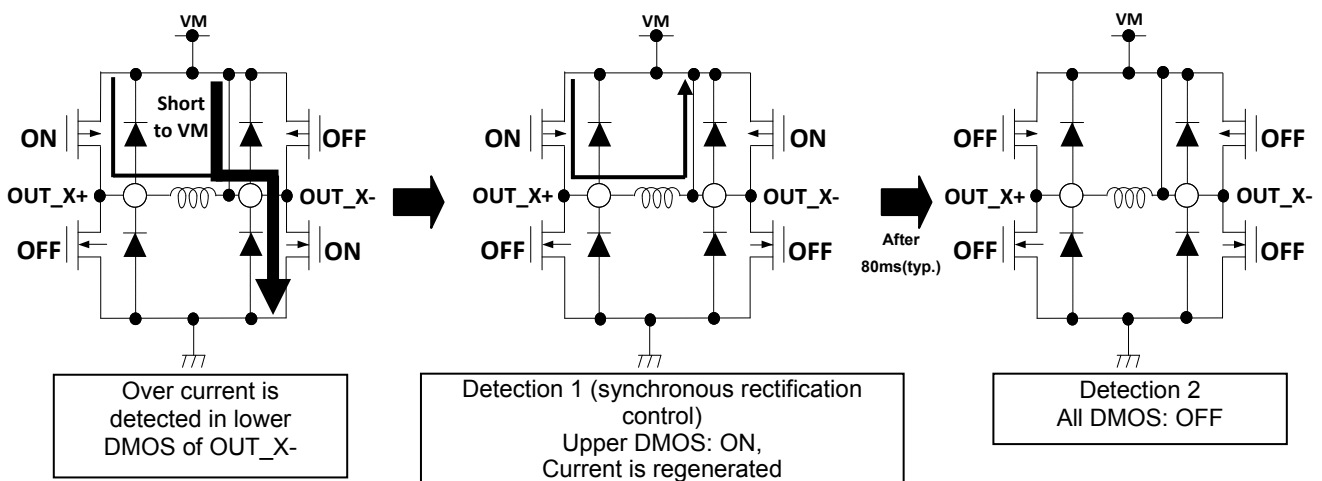 VM
Short
to VM
ON
OFF
OUT_X+
OUT_X-
OFF
ON
Over current is
detected in lower
DMOS of OUT_X-
VM
ON
ON
OUT_X+
OUT_X-
OFF
OFF
Detection 1 (synchronous rectification
control)
Upper DMOS: ON,
Current is regenerated
After
80ms(typ.)
VM
OFF
OFF
OUT_X+
OUT_X-
OFF
OFF
Detection 2
All DMOS: OFF